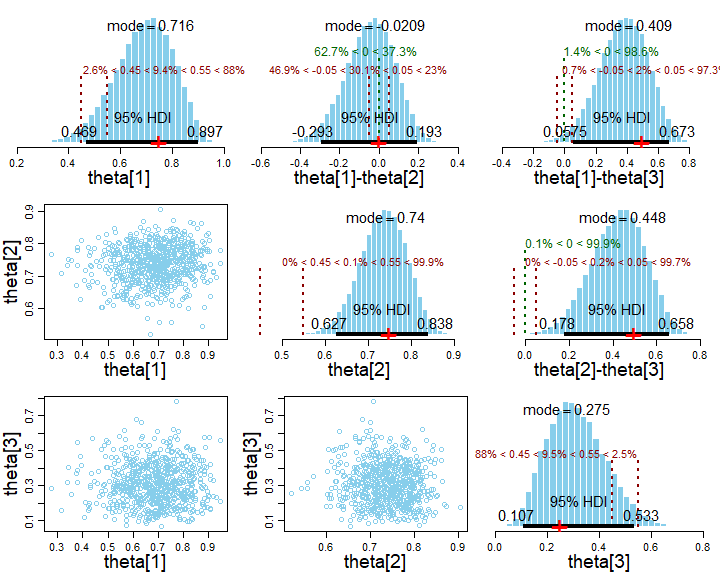 mode = 0.716
2.6% < 0.45 < 9.4% < 0.55 < 88%
95% HDI
0.469 0.897
0.2 0.4 0.6 0.8 1.0
theta[1]
mode = -0.0209
62.7% < 0 < 37.3%
46.9% < -0.05 < 30.1% < 0.05 < 23%
95% HDI
-0.293 0.193
-0.6 -0.4 -0.2 0.0 0.2 0.4
theta[1]-theta[2]
mode = 0.409
1.4% < 0 < 98.6%
0.7% < -0.05 < 2% < 0.05 < 97.3%
95% HDI
0.0575 0.673
-0.4 0.0 0.2 0.4 0.6 0.8
theta[1]-theta[3]
theta[2]
0.6 0.7 0.8 0.9
0.3 0.4 0.5 0.6 0.7 0.8 0.9
theta[1]
mode = 0.74
0% < 0.45 < 0.1% < 0.55 < 99.9%
95% HDI
0.627 0.838
0.5 0.6 0.7 0.8 0.9
theta[2]
mode = 0.448
0.1% < 0 < 99.9%
0% < -0.05 < 0.2% < 0.05 < 99.7%
95% HDI
0.178 0.658
0.0 0.2 0.4 0.6 0.8
theta[2]-theta[3]
theta[3]
0.1 0.3 0.5 0.7
0.3 0.4 0.5 0.6 0.7 0.8 0.9
theta[1]
theta[3]
0.1 0.3 0.5 0.7
0.6 0.7 0.8 0.9
theta[2]
mode = 0.275
88% < 0.45 < 9.5% < 0.55 < 2.5%
95% HDI
0.107 0.533
0.0 0.2 0.4 0.6 0.8
theta[3]